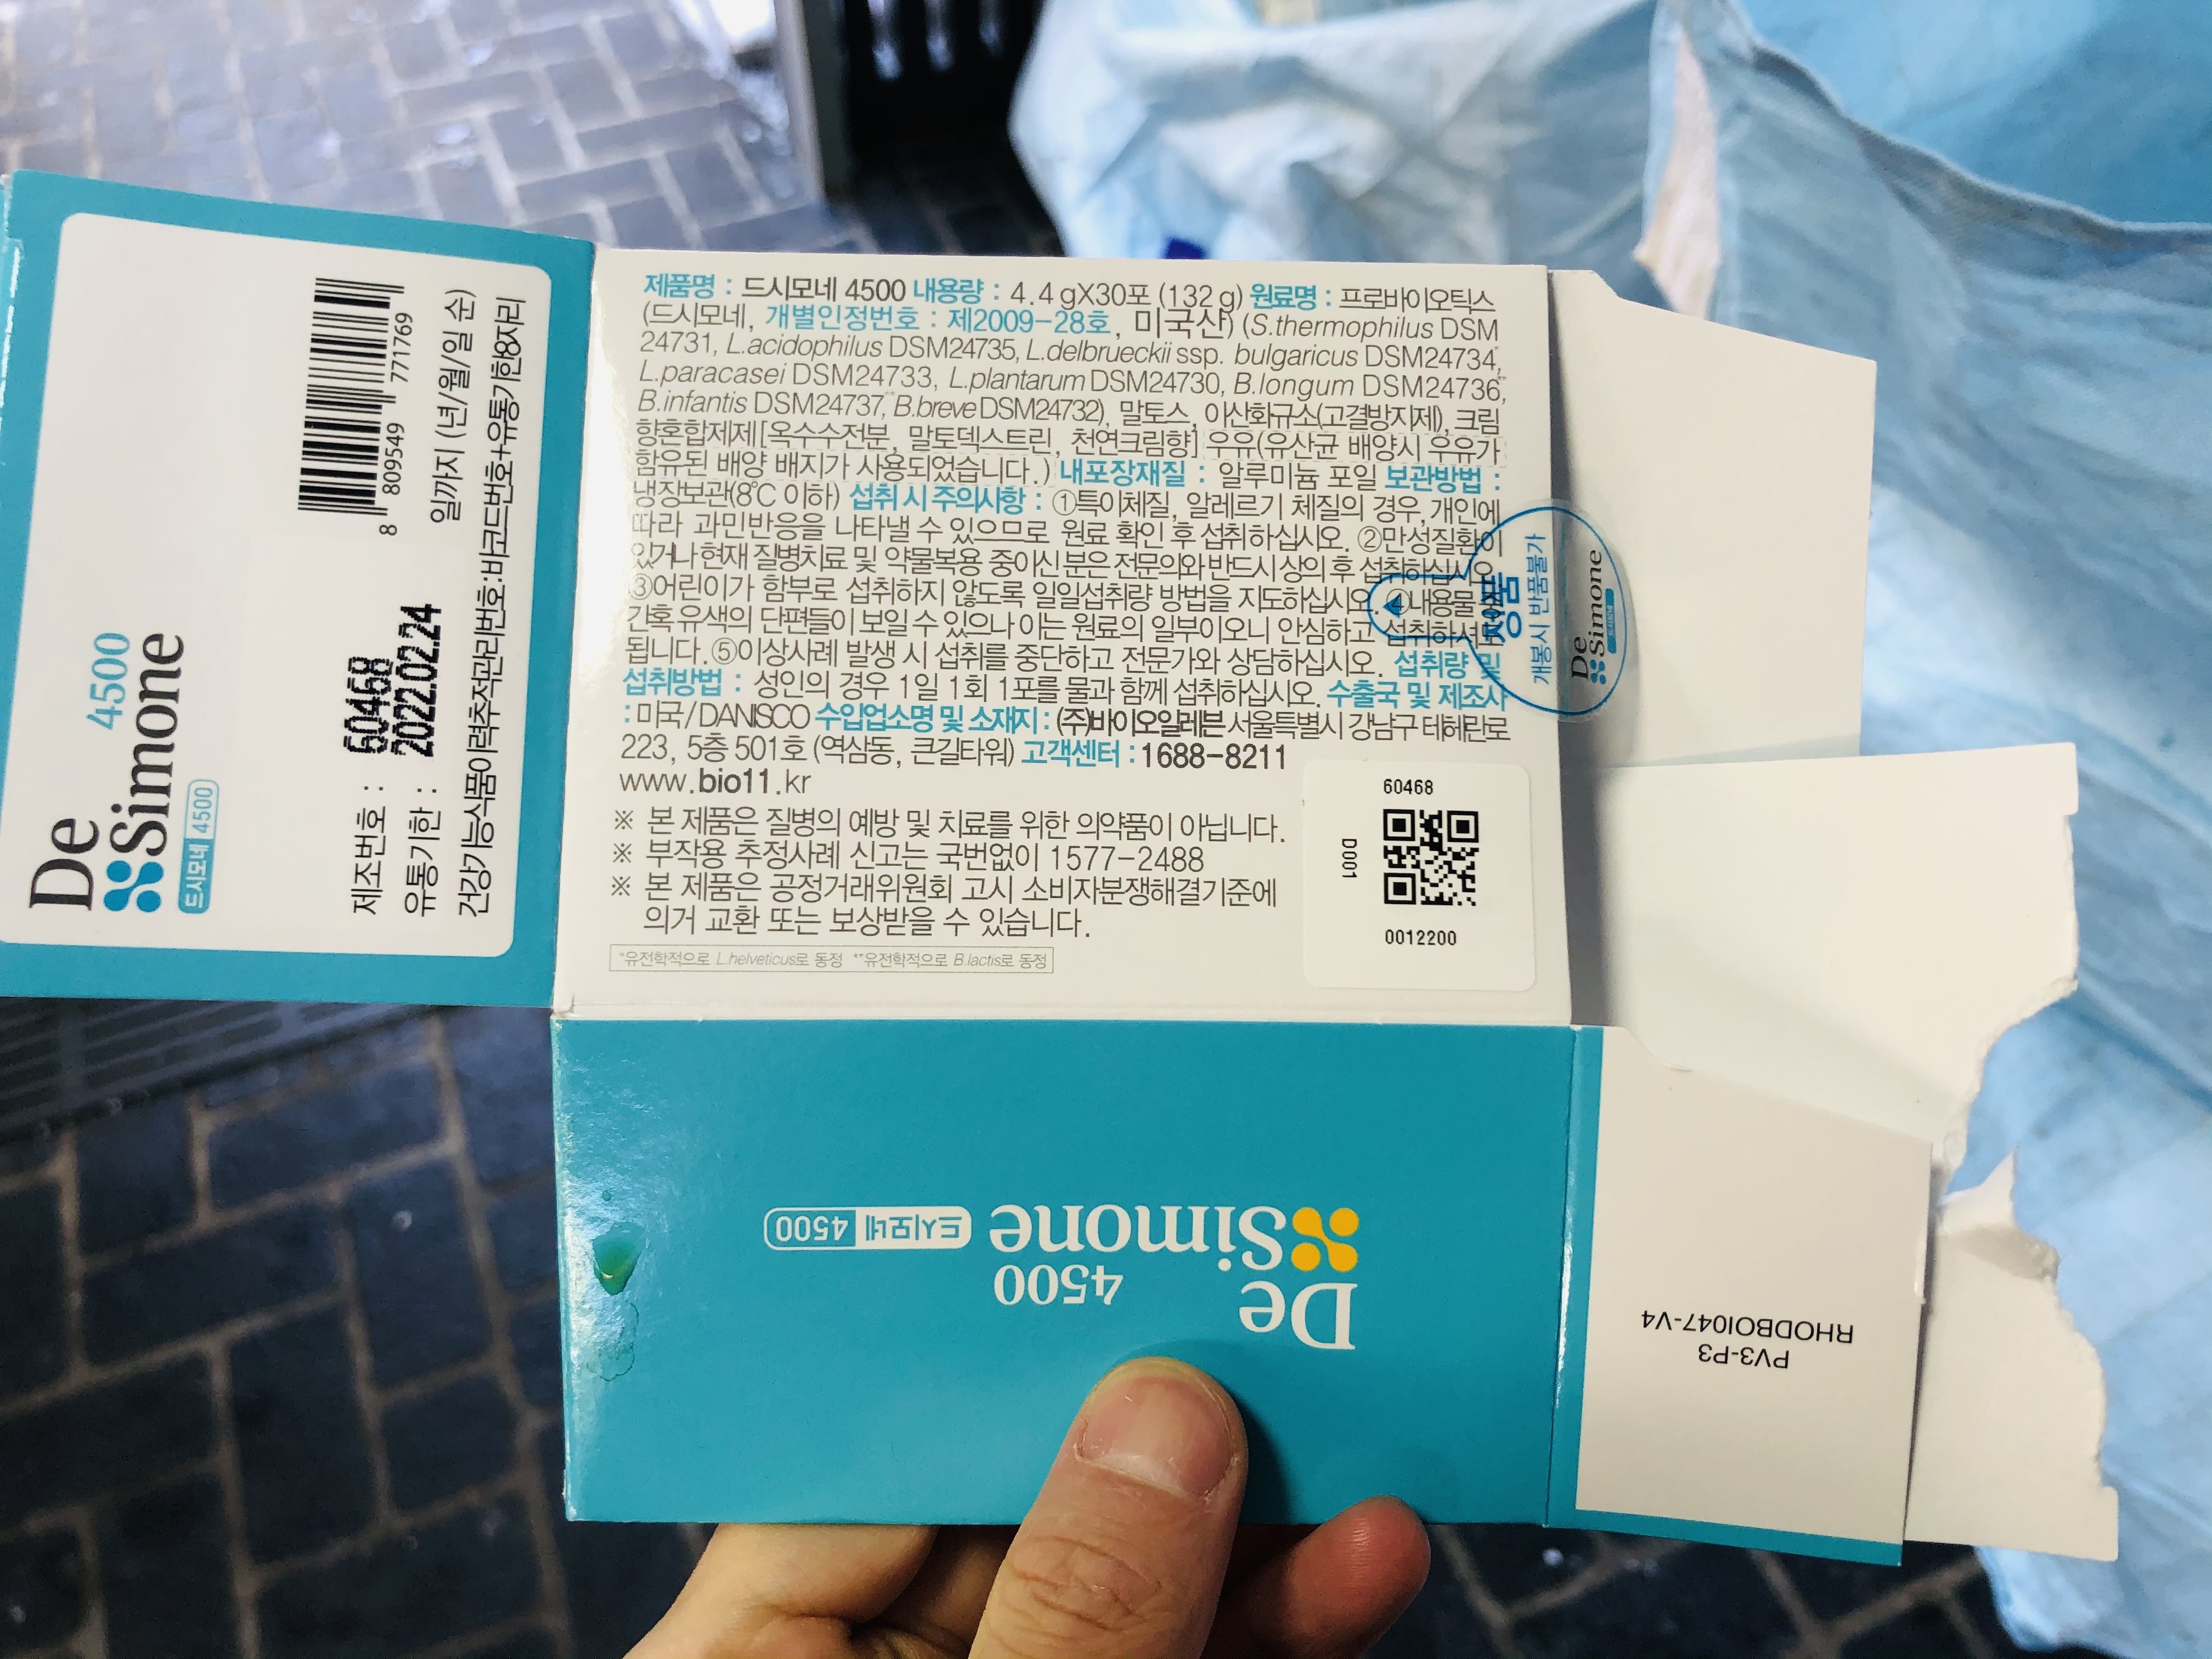 De
Simone 4500
드시모네 4500
제조번호 : 60468
유통기한 : 2022.02.24 일까지 (년/월/일 순)
건강기능식품이력추적관리번호:바코드번호+유통기한8자리
8 809549 771769
제품명 : 드시모네 4500 내용량 : 4.4 gX30포 (132 g) 원료명 : 프로바이오틱스
(드시모네, 개별인정번호 : 제2009-28호, 미국산) (S.thermophilus DSM
24731, L.acidophilus DSM24735, L.delbrueckii ssp. bulgaricus DSM24734*,
L.paracasei DSM24733, L.plantarum DSM24730, B.longum DSM24736**,
B.infantis DSM24737,** B.breve DSM24732), 말토스, 이산화규소(고결방지제), 크림
향혼합제제[옥수수전분, 말토덱스트린, 천연크림향] 우유(유산균 배양시 우유가
함유된 배양 배지가 사용되었습니다.) 내포장재질 : 알루미늄 포일 보관방법 :
냉장보관(8℃ 이하) 섭취 시 주의사항 : ①특이체질, 알레르기 체질의 경우, 개인에
따라 과민반응을 나타낼 수 있으므로 원료 확인 후 섭취하십시오. ②만성질환이
있거나 현재 질병치료 및 약물복용 중이신 분은 전문의와 반드시 상의 후 섭취하십시오.
③어린이가 함부로 섭취하지 않도록 일일섭취량 방법을 지도하십시오. ④내용물에
간혹 유색의 단편들이 보일 수 있으나 이는 원료의 일부이오니 안심하고 섭취하셔도
됩니다. ⑤이상사례 발생 시 섭취를 중단하고 전문가와 상담하십시오. 섭취량 및
섭취방법 : 성인의 경우 1일 1회 1포를 물과 함께 섭취하십시오. 수출국 및 제조사
: 미국 / DANISCO 수입업소명 및 소재지 : (주)바이오일레븐 서울특별시 강남구 테헤란로
223, 5층 501호 (역삼동, 큰길타워) 고객센터 : 1688-8211
www.bio11.kr
※ 본 제품은 질병의 예방 및 치료를 위한 의약품이 아닙니다.
※ 부작용 추정사례 신고는 국번없이 1577-2488
※ 본 제품은 공정거래위원회 고시 소비자분쟁해결기준에
의거 교환 또는 보상받을 수 있습니다.
*유전학적으로 L.helveticus로 동정 **유전학적으로 B.lactis로 동정
정품
개봉시 반품불가
De
Simone
60468
D001
0012200
De
Simone 4500
드시모네 4500
PV3-P3
RHODBOI047-V4